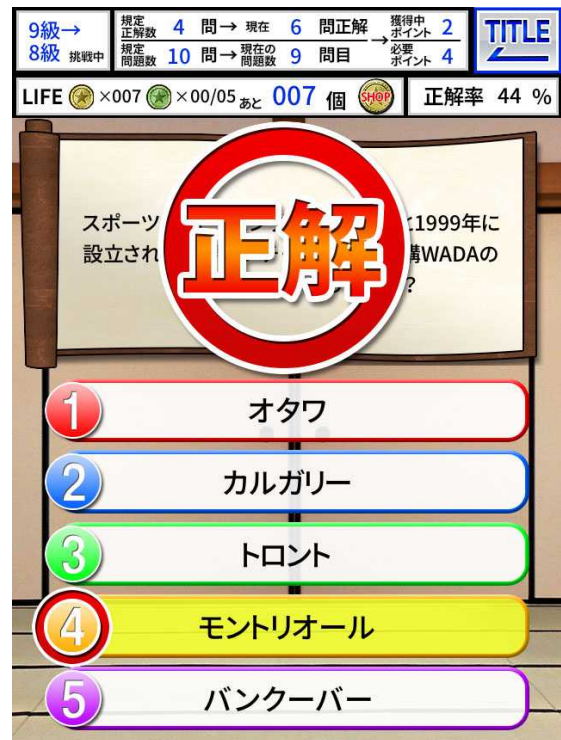 9級→
8級 挑戦中
規定正解数 4 問→ 現在 6 問正解
規定問題数 10 問→ 現在の問題数 9 問目
→ 獲得中ポイント 2
必要ポイント 4
TITLE
LIFE ×007 ×00/05 あと 007 個 SHOP 正解率 44 %
スポーツ 1999年に
設立され WADAの
?
正解
1 オタワ
2 カルガリー
3 トロント
4 モントリオール
5 バンクーバー